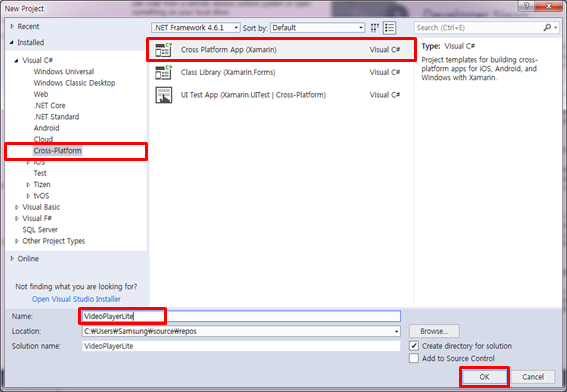 New Project
Recent
.NET Framework 4.6.1
Sort by:
Default
Search (Ctrl+E)
Installed
Visual C#
Windows Universal
Windows Classic Desktop
Web
.NET Core
.NET Standard
Android
Cloud
Cross-Platform
iOS
Test
Tizen
tvOS
Visual Basic
Visual F#
SQL Server
Other Project Types
Online
Not finding what you are looking for?
Open Visual Studio Installer
Cross Platform App (Xamarin)
Visual C#
Class Library (Xamarin.Forms)
Visual C#
UI Test App (Xamarin.UITest | Cross-Platform)
Visual C#
Type: Visual C#
Project templates for building cross-
platform apps for iOS, Android, and
Windows with Xamarin.
Name:
VideoPlayerLite
Location:
C:₩Users₩Samsung₩source₩repos
Browse...
Solution name:
VideoPlayerLite
Create directory for solution
Add to Source Control
OK
Cancel